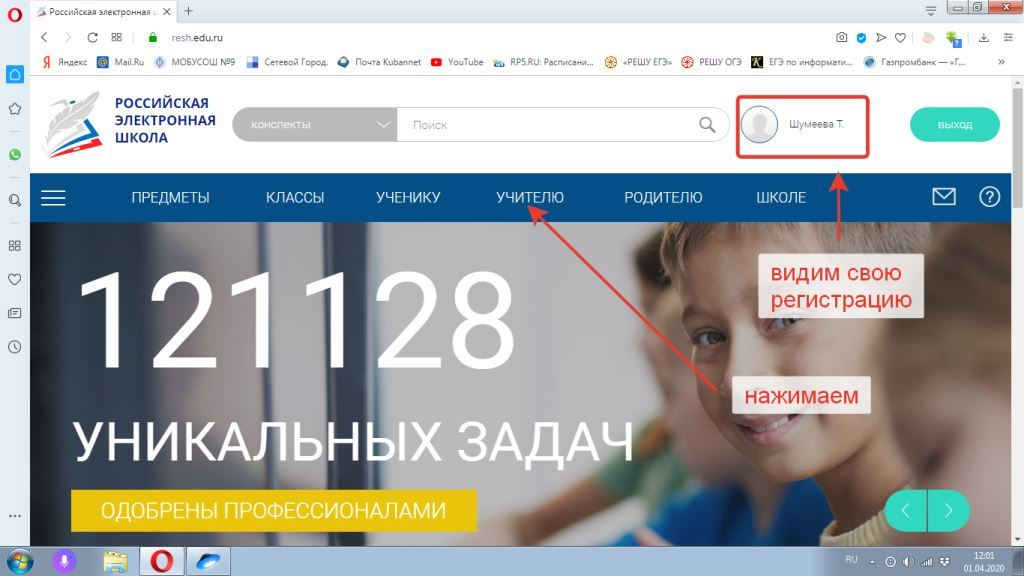 Российская электронная ш
resh.edu.ru
Яндекс Mail.Ru МОБУСОШ №9 Сетевой Город. Почта Kubannet YouTube RP5.RU: Расписани... «РЕШУ ЕГЭ» РЕШУ ОГЭ ЕГЭ по информати... Газпромбанк — «Г... »
РОССИЙСКАЯ
ЭЛЕКТРОННАЯ
ШКОЛА
конспекты
Поиск
Шумеева Т.
выход
ПРЕДМЕТЫ КЛАССЫ УЧЕНИКУ УЧИТЕЛЮ РОДИТЕЛЮ ШКОЛЕ
видим свою
регистрацию
121128
нажимаем
УНИКАЛЬНЫХ ЗАДАЧ
ОДОБРЕНЫ ПРОФЕССИОНАЛАМИ
RU
12:01
01.04.2020